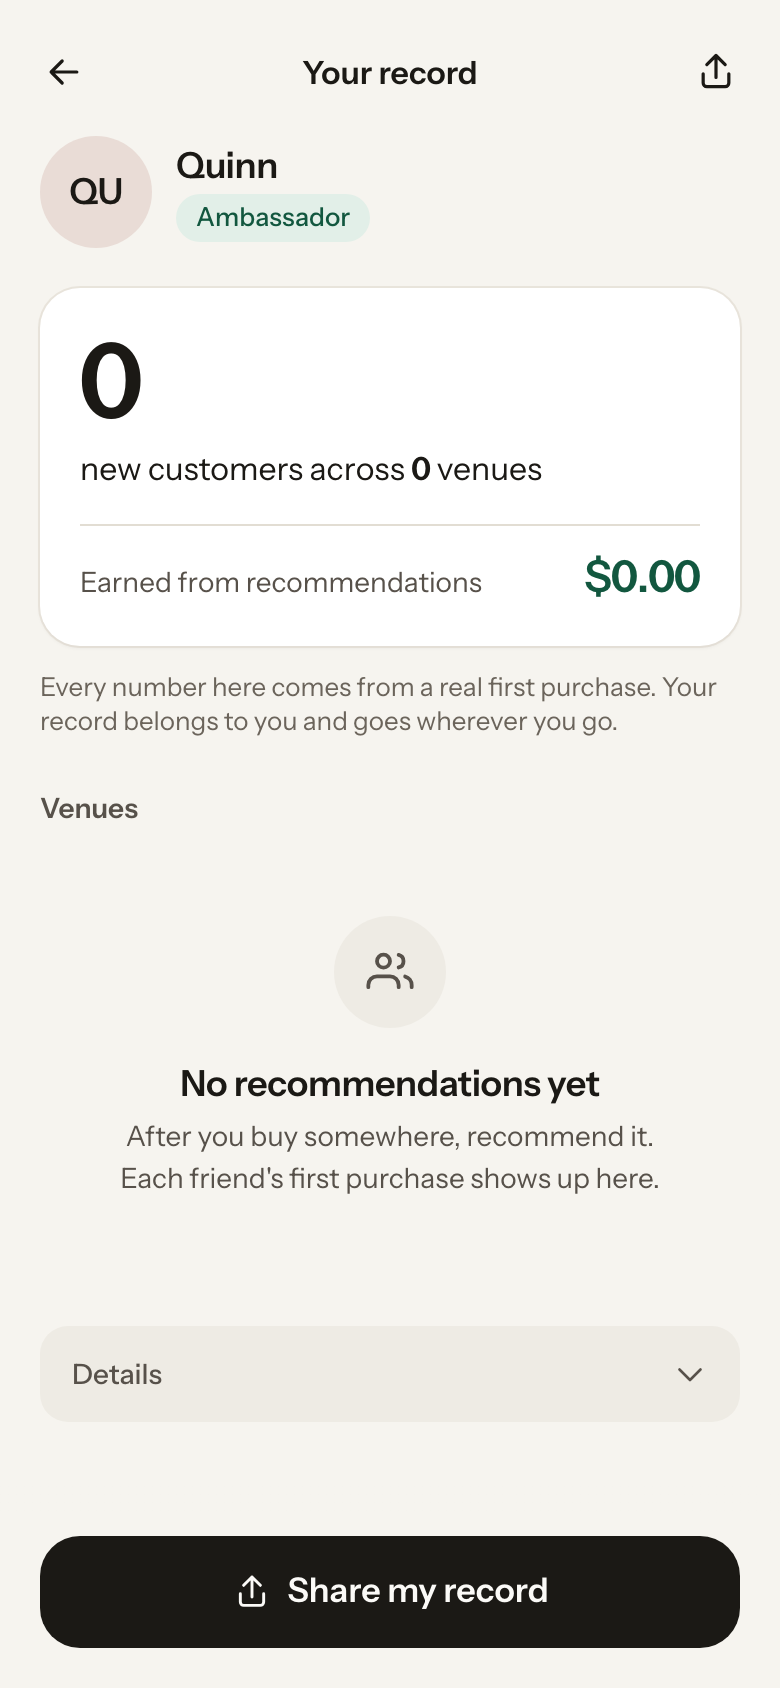 Your record
QU
Quinn
Ambassador
0
new customers across 0 venues
Earned from recommendations $0.00
Every number here comes from a real first purchase. Your
record belongs to you and goes wherever you go.
Venues
No recommendations yet
After you buy somewhere, recommend it.
Each friend's first purchase shows up here.
Details
Share my record